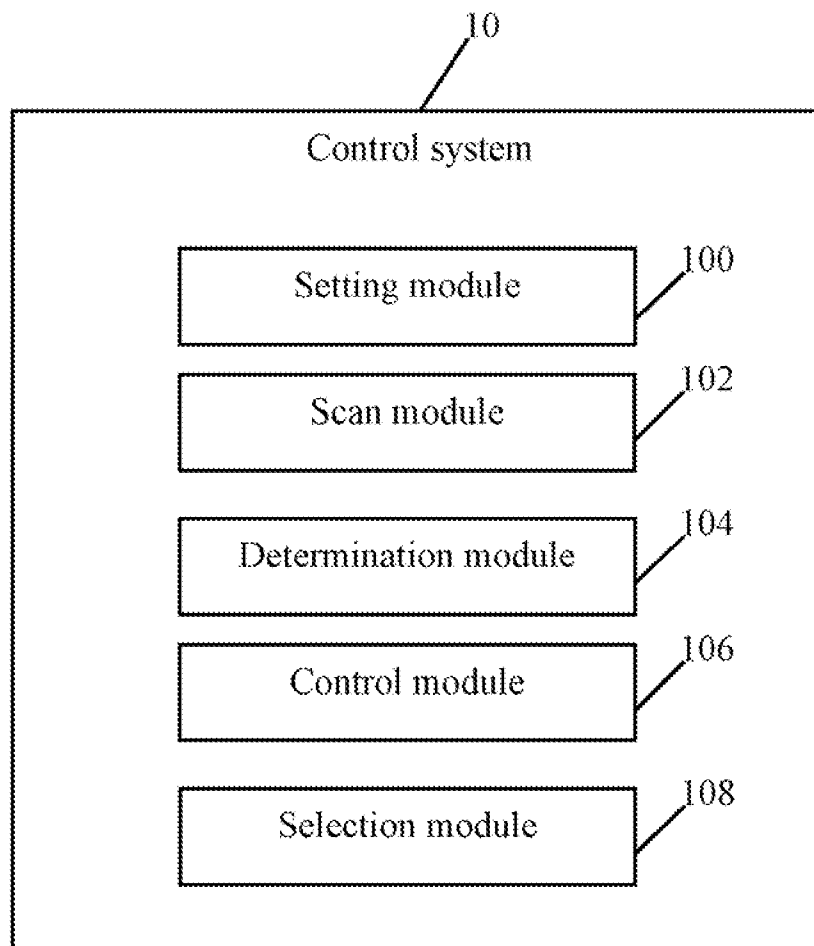 10
Control system
Setting module
100
Scan module
102
Determination module
104
Control module
106
Selection module
108